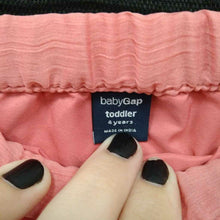 babyGap
toddler
4 years
MADE IN INDIA